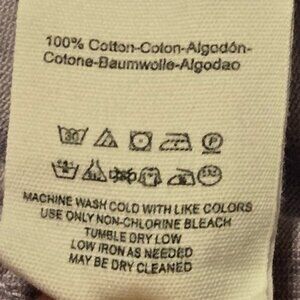 100% Cotton-Coton-Algodón-
Cotone-Baumwolle-Algodao
P
MACHINE WASH COLD WITH LIKE COLORS
USE ONLY NON-CHLORINE BLEACH
TUMBLE DRY LOW
LOW IRON AS NEEDED
MAY BE DRY CLEANED